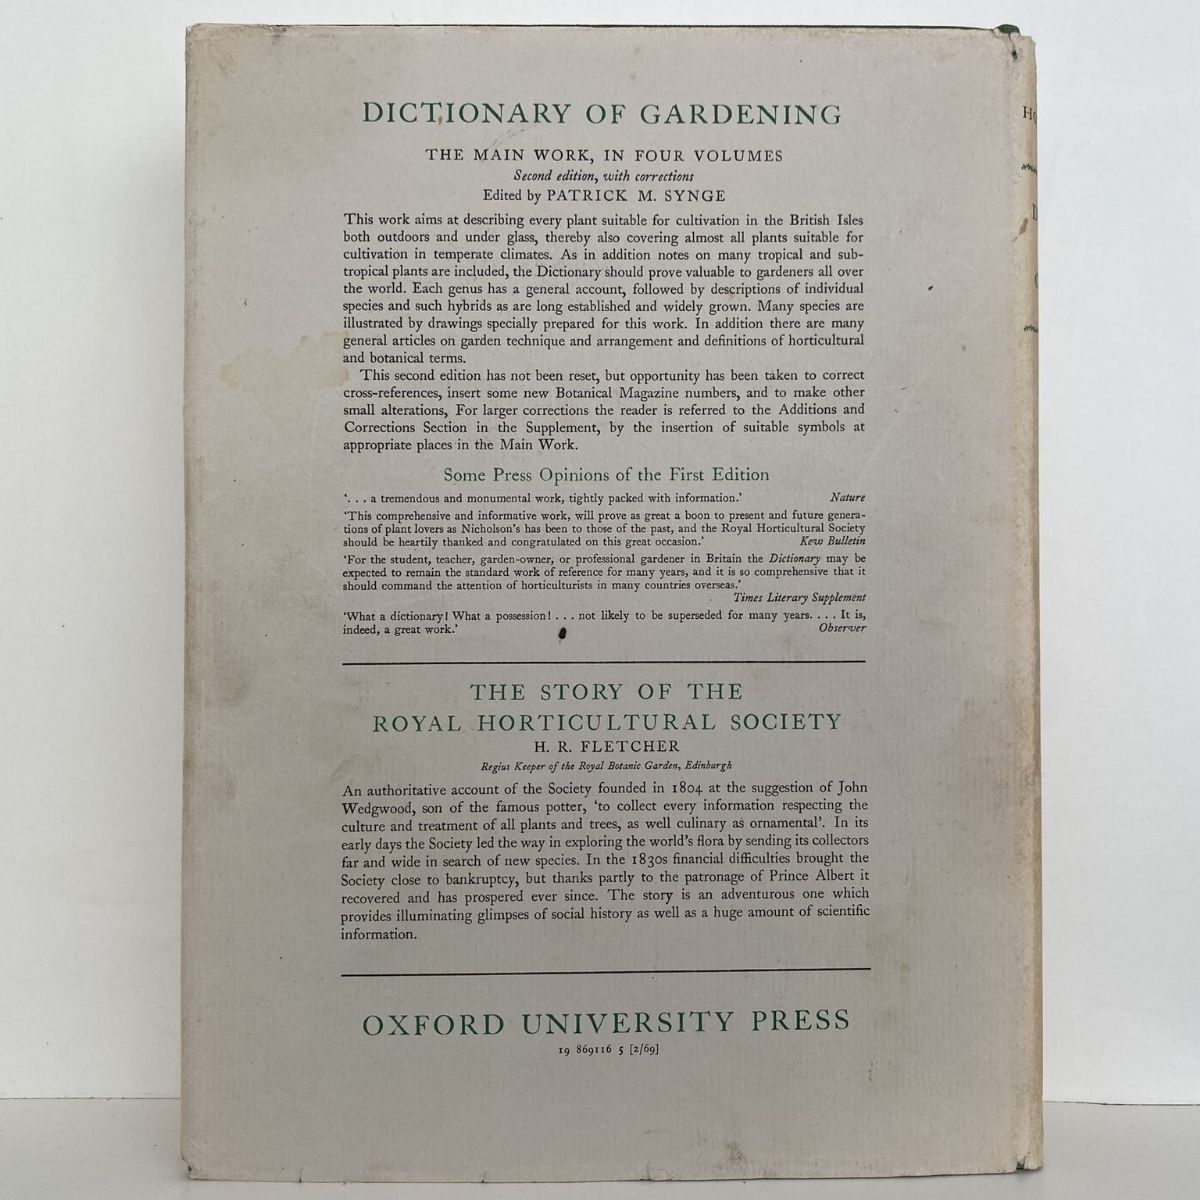 DICTIONARY OF GARDENING
THE MAIN WORK, IN FOUR VOLUMES
Second edition, with corrections
Edited by PATRICK M. SYNGE
This work aims at describing every plant suitable for cultivation in the British Isles
both outdoors and under glass, thereby also covering almost all plants suitable for
cultivation in temperate climates. As in addition notes on many tropical and sub-
tropical plants are included, the Dictionary should prove valuable to gardeners all over
the world. Each genus has a general account, followed by descriptions of individual
species and such hybrids as are long established and widely grown. Many species are
illustrated by drawings specially prepared for this work. In addition there are many
general articles on garden technique and arrangement and definitions of horticultural
and botanical terms.
This second edition has not been reset, but opportunity has been taken to correct
cross-references, insert some new Botanical Magazine numbers, and to make other
small alterations, For larger corrections the reader is referred to the Additions and
Corrections Section in the Supplement, by the insertion of suitable symbols at
appropriate places in the Main Work.
Some Press Opinions of the First Edition
'. . . a tremendous and monumental work, tightly packed with information.' Nature
'This comprehensive and informative work, will prove as great a boon to present and future genera-
tions of plant lovers as Nicholson's has been to those of the past, and the Royal Horticultural Society
should be heartily thanked and congratulated on this great occasion.' Kew Bulletin
'For the student, teacher, garden-owner, or professional gardener in Britain the Dictionary may be
expected to remain the standard work of reference for many years, and it is so comprehensive that it
should command the attention of horticulturists in many countries overseas.'
Times Literary Supplement
'What a dictionary! What a possession! . . . not likely to be superseded for many years. . . . It is,
indeed, a great work.' Observer
THE STORY OF THE
ROYAL HORTICULTURAL SOCIETY
H. R. FLETCHER
Regius Keeper of the Royal Botanic Garden, Edinburgh
An authoritative account of the Society founded in 1804 at the suggestion of John
Wedgwood, son of the famous potter, 'to collect every information respecting the
culture and treatment of all plants and trees, as well culinary as ornamental'. In its
early days the Society led the way in exploring the world's flora by sending its collectors
far and wide in search of new species. In the 1830s financial difficulties brought the
Society close to bankruptcy, but thanks partly to the patronage of Prince Albert it
recovered and has prospered ever since. The story is an adventurous one which
provides illuminating glimpses of social history as well as a huge amount of scientific
information.
OXFORD UNIVERSITY PRESS
19 869116 5 [2/69]